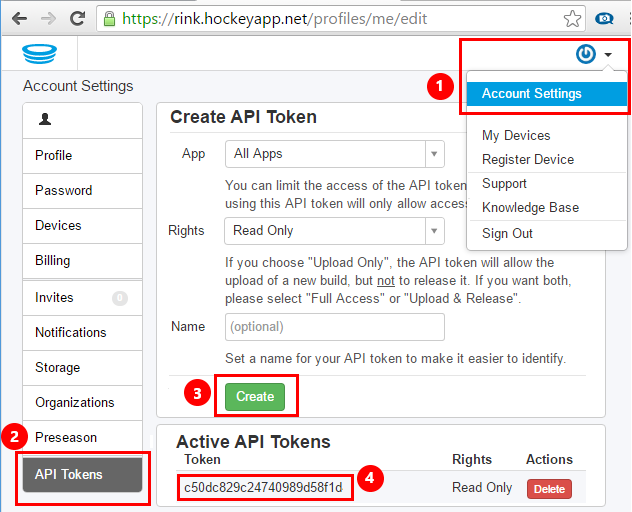 https://rink.hockeyapp.net/profiles/me/edit
1
Account Settings
Account Settings
My Devices
Register Device
Support
Knowledge Base
Sign Out
Profile
Password
Devices
Billing
Invites 0
Notifications
Storage
Organizations
Preseason
2
API Tokens
Create API Token
App All Apps
You can limit the access of the API token
using this API token will only allow access
Rights Read Only
If you choose "Upload Only", the API token will allow the
upload of a new build, but not to release it. If you want both,
please select "Full Access" or "Upload & Release".
Name (optional)
Set a name for your API token to make it easier to identify.
3
Create
Active API Tokens
Token Rights Actions
c50dc829c24740989d58f1d 4 Read Only Delete